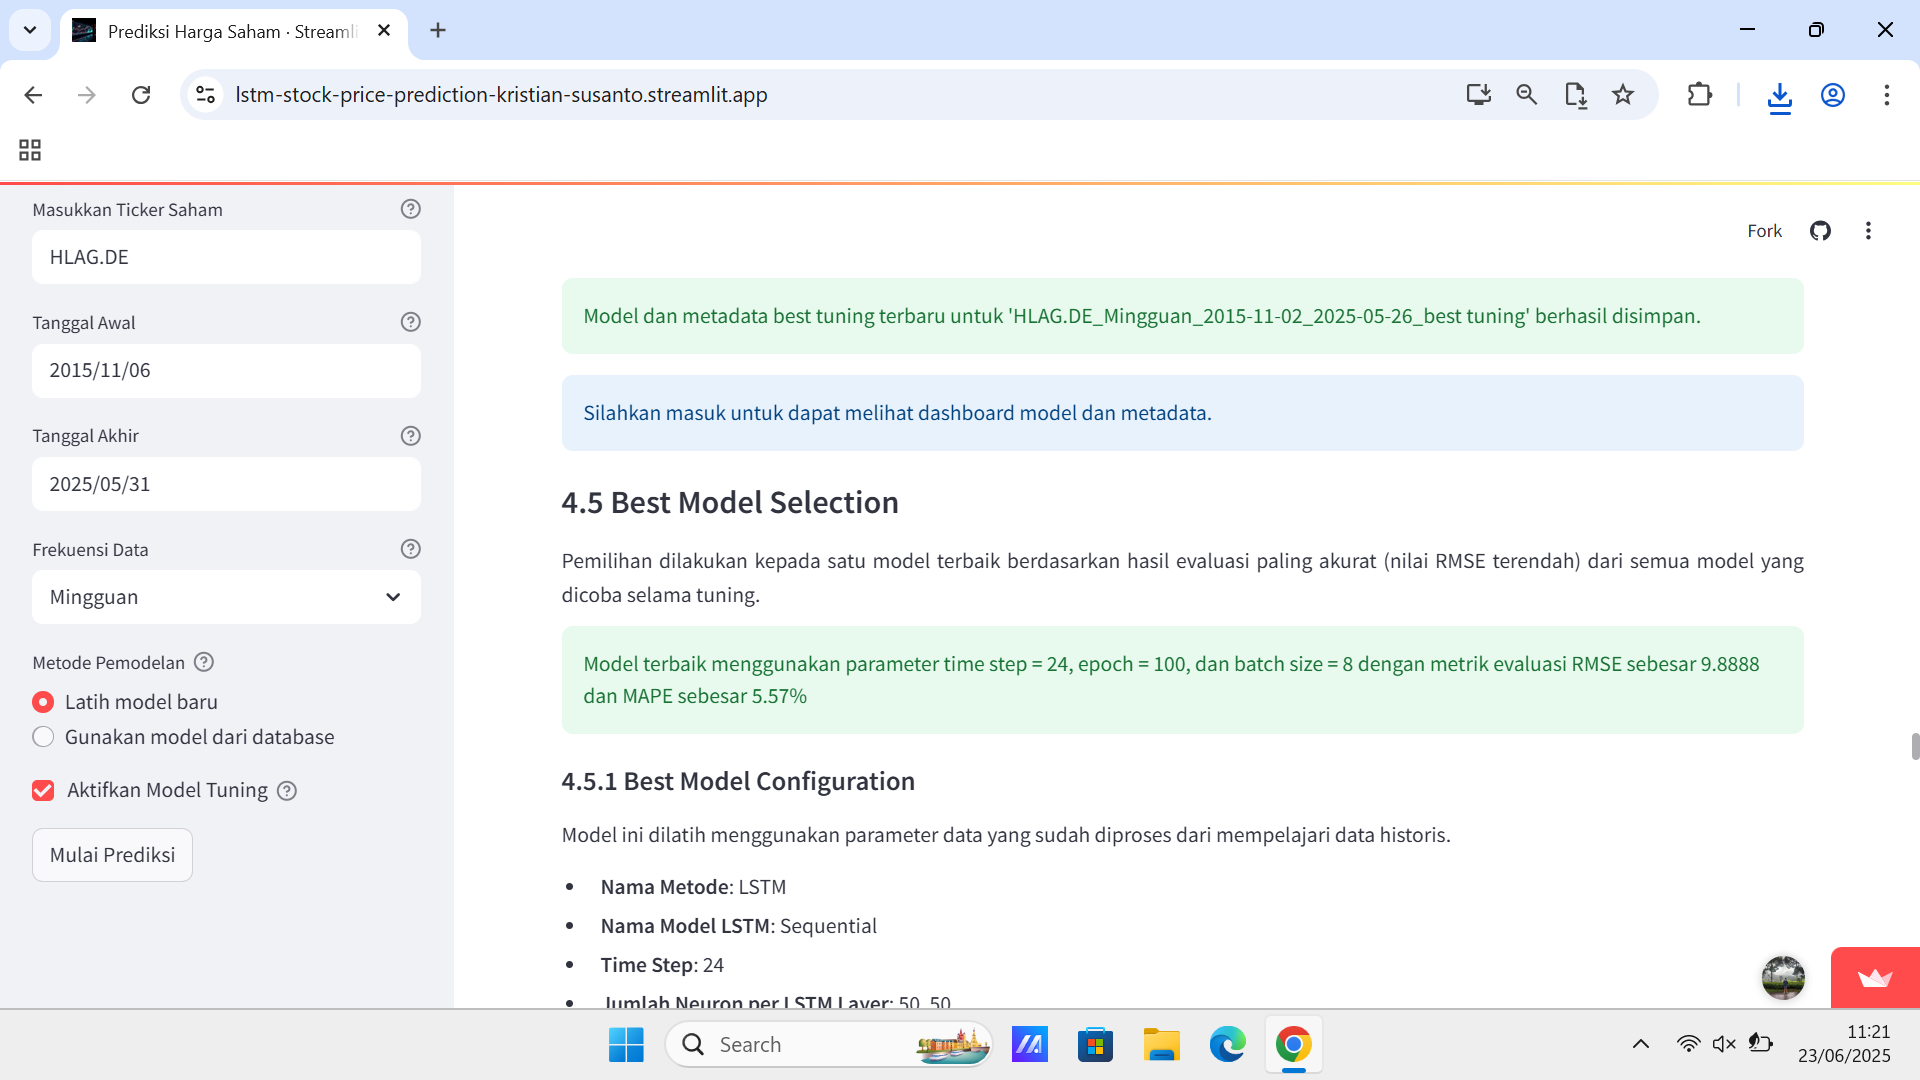 Prediksi Harga Saham · Streamli
lstm-stock-price-prediction-kristian-susanto.streamlit.app
Masukkan Ticker Saham
HLAG.DE
Tanggal Awal
2015/11/06
Tanggal Akhir
2025/05/31
Frekuensi Data
Mingguan
Metode Pemodelan
Latih model baru
Gunakan model dari database
Aktifkan Model Tuning
Mulai Prediksi
Fork
Model dan metadata best tuning terbaru untuk 'HLAG.DE_Mingguan_2015-11-02_2025-05-26_best tuning' berhasil disimpan.
Silahkan masuk untuk dapat melihat dashboard model dan metadata.
4.5 Best Model Selection
Pemilihan dilakukan kepada satu model terbaik berdasarkan hasil evaluasi paling akurat (nilai RMSE terendah) dari semua model yang
dicoba selama tuning.
Model terbaik menggunakan parameter time step = 24, epoch = 100, dan batch size = 8 dengan metrik evaluasi RMSE sebesar 9.8888
dan MAPE sebesar 5.57%
4.5.1 Best Model Configuration
Model ini dilatih menggunakan parameter data yang sudah diproses dari mempelajari data historis.
• Nama Metode: LSTM
• Nama Model LSTM: Sequential
• Time Step: 24
• Jumlah Neuron per LSTM Layer: 50, 50
Search
11:21
23/06/2025